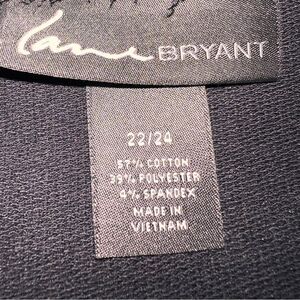 Lane BRYANT
22/24
57% COTTON
39% POLYESTER
4% SPANDEX
MADE IN
VIETNAM